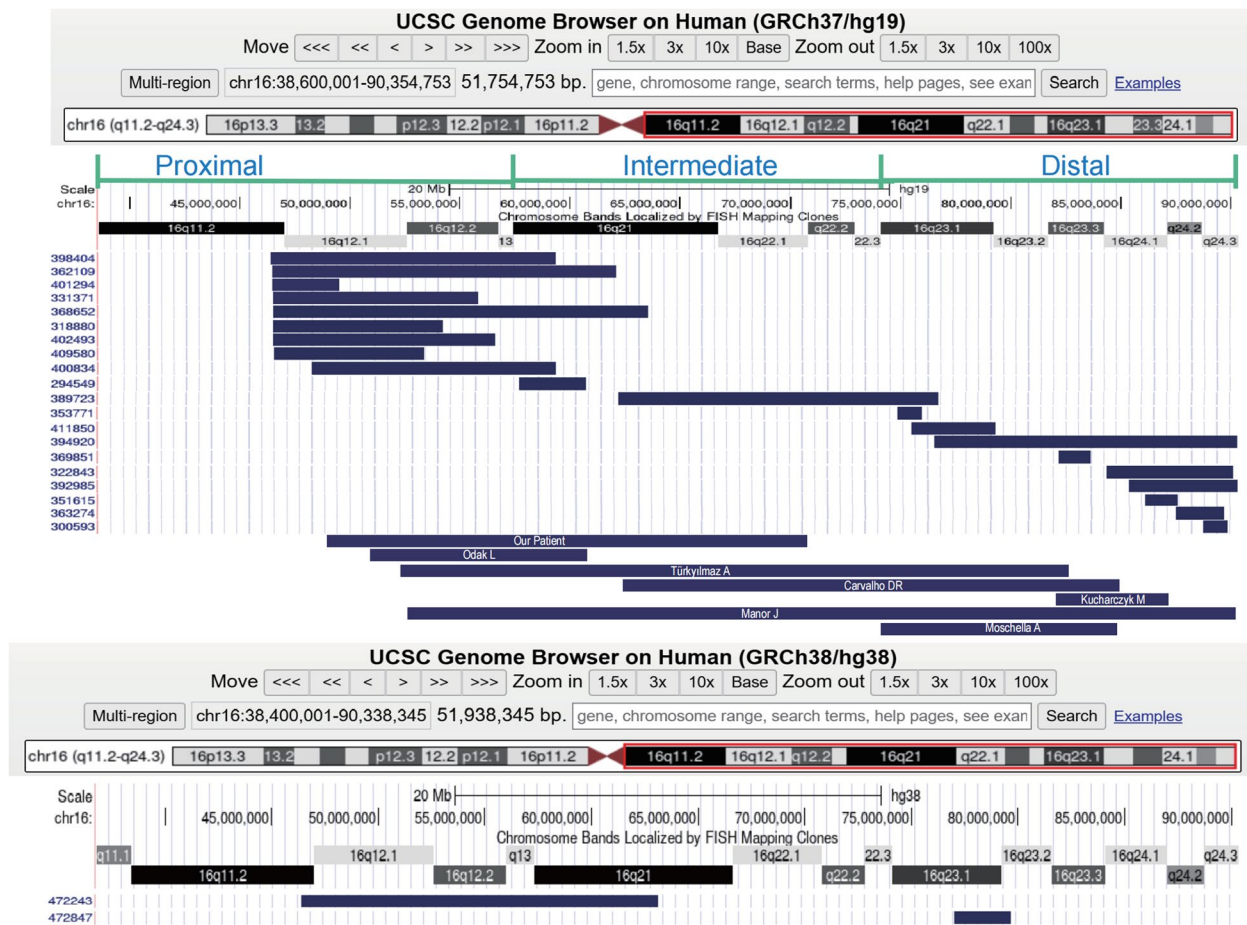 UCSC Genome Browser on Human (GRCh37/hg19)
Move <<< << < > >> >>> Zoom in 1.5x 3x 10x Base Zoom out 1.5x 3x 10x 100x
Multi-region chr16:38,600,001-90,354,753 51,754,753 bp. gene, chromosome range, search terms, help pages, see exan Search Examples
chr16 (q11.2-q24.3) 16p13.3 13.2 p12.3 12.2 p12.1 16p11.2 16q11.2 16q12.1 q12.2 16q21 q22.1 16q23.1 23.3 24.1
Proximal Intermediate Distal
Scale 20 Mb hg19
chr16: 45,000,000 50,000,000 55,000,000 60,000,000 65,000,000 70,000,000 75,000,000 80,000,000 85,000,000 90,000,000
Chromosome Bands Localized by FISH Mapping Clones
16q11.2 16q12.2 16q21 q22.2 16q23.1 16q23.3 q24.2
16q12.1 13 16q22.1 22.3 16q23.2 16q24.1 q24.3
398404
362109
401294
331371
368652
318880
402493
409580
400834
294549
389723
353771
411850
394920
369851
322843
392985
351615
363274
300593
Our Patient
Odak L
Türkyılmaz A
Carvalho DR
Kucharczyk M
Manor J
Moschella A
UCSC Genome Browser on Human (GRCh38/hg38)
Move <<< << < > >> >>> Zoom in 1.5x 3x 10x Base Zoom out 1.5x 3x 10x 100x
Multi-region chr16:38,400,001-90,338,345 51,938,345 bp. gene, chromosome range, search terms, help pages, see exan Search Examples
chr16 (q11.2-q24.3) 16p13.3 13.2 p12.3 12.2 p12.1 16p11.2 16q11.2 16q12.1 q12.2 16q21 q22.1 16q23.1 24.1
Scale 20 Mb hg38
chr16: 45,000,000 50,000,000 55,000,000 60,000,000 65,000,000 70,000,000 75,000,000 80,000,000 85,000,000 90,000,000
Chromosome Bands Localized by FISH Mapping Clones
q11.1 16q12.1 q13 16q22.1 22.3 16q23.2 16q24.1 q24.3
16q11.2 16q12.2 16q21 q22.2 16q23.1 16q23.3 q24.2
472243
472847